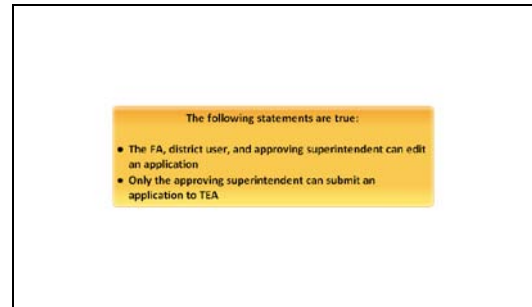 The following statements are true:
• The FA, district user, and approving superintendent can edit
an application
• Only the approving superintendent can submit an
application to TEA